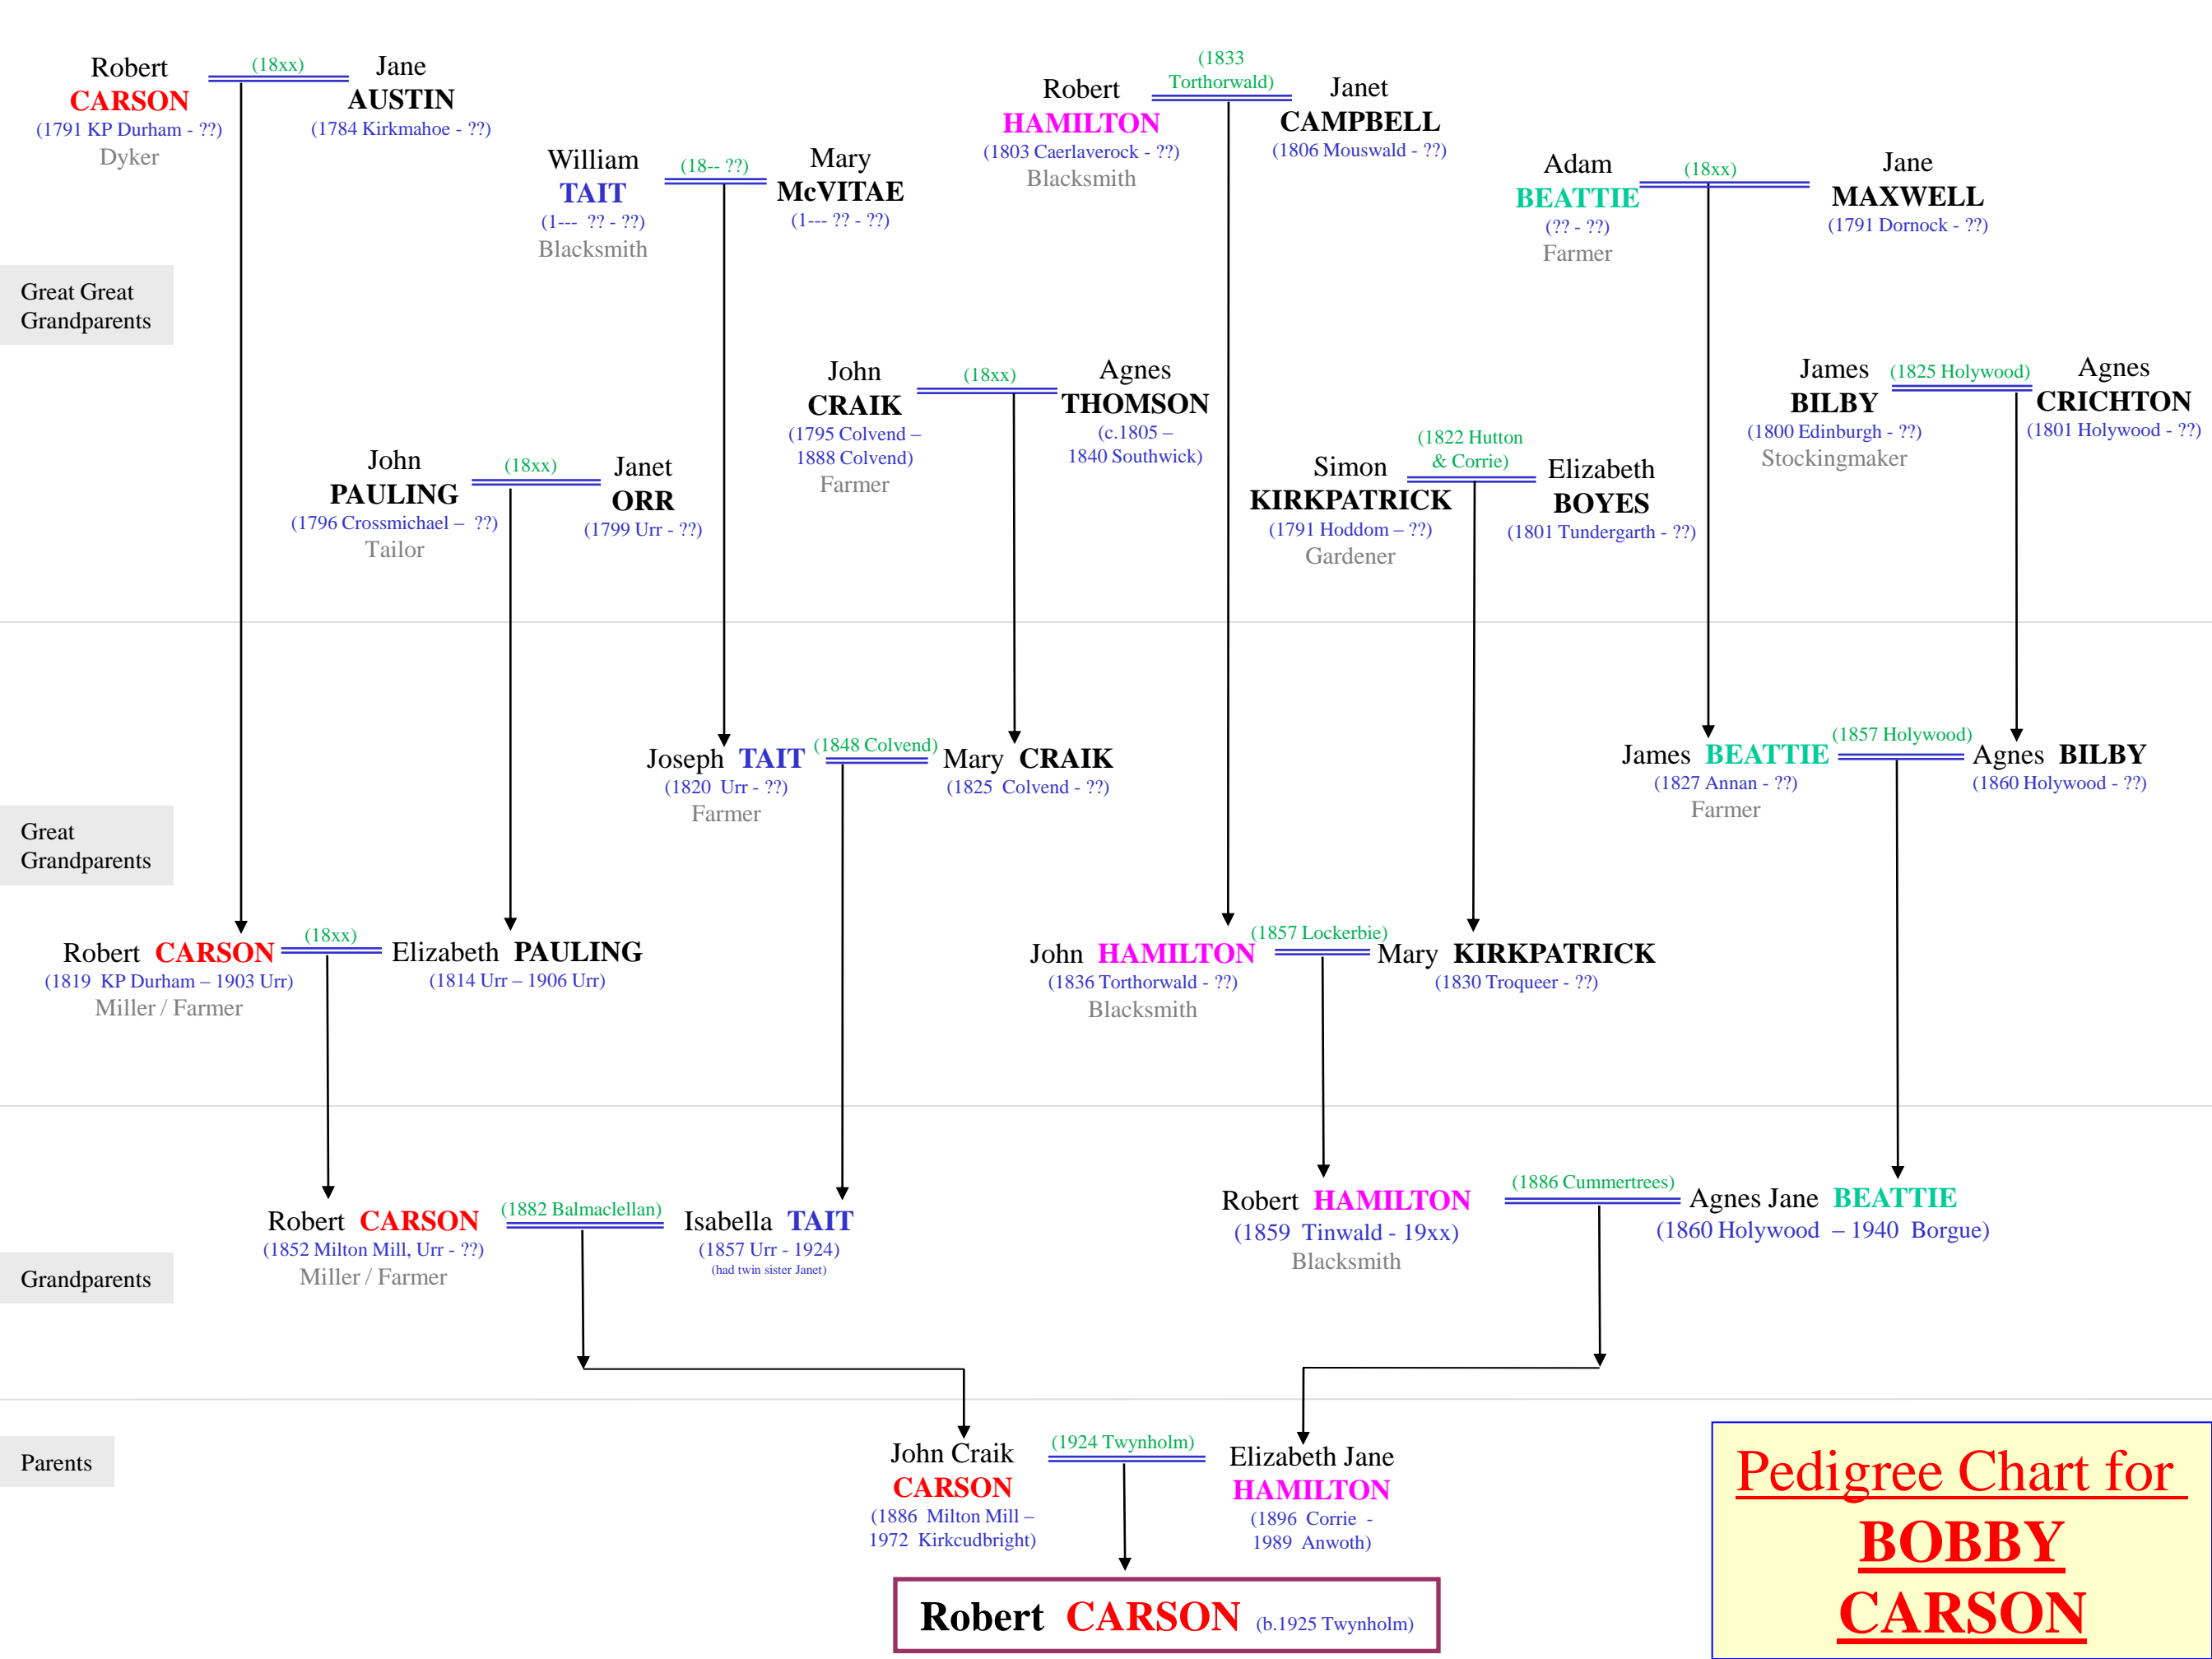 (18xx)
Robert
CARSON
(1791 KP Durham - ??)
Dyker
Jane
AUSTIN
(1784 Kirkmahoe - ??)
(1833
Torthorwald)
Robert
HAMILTON
(1803 Caerlaverock - ??)
Blacksmith
Janet
CAMPBELL
(1806 Mouswald - ??)
William
TAIT
(1--- ?? - ??)
Blacksmith
(18-- ??)
Mary
McVITAE
(1--- ?? - ??)
Adam
BEATTIE
(?? - ??)
Farmer
(18xx)
Jane
MAXWELL
(1791 Dornock - ??)
Great Great
Grandparents
John
CRAIK
(1795 Colvend –
1888 Colvend)
Farmer
(18xx)
Agnes
THOMSON
(c.1805 –
1840 Southwick)
James
BILBY
(1800 Edinburgh - ??)
Stockingmaker
(1825 Holywood)
Agnes
CRICHTON
(1801 Holywood - ??)
John
PAULING
(1796 Crossmichael – ??)
Tailor
(18xx)
Janet
ORR
(1799 Urr - ??)
Simon
KIRKPATRICK
(1791 Hoddom – ??)
Gardener
(1822 Hutton
& Corrie)
Elizabeth
BOYES
(1801 Tundergarth - ??)
Joseph TAIT
(1820 Urr - ??)
Farmer
(1848 Colvend)
Mary CRAIK
(1825 Colvend - ??)
James BEATTIE
(1827 Annan - ??)
Farmer
(1857 Holywood)
Agnes BILBY
(1860 Holywood - ??)
Great
Grandparents
Robert CARSON
(1819 KP Durham – 1903 Urr)
Miller / Farmer
(18xx)
Elizabeth PAULING
(1814 Urr – 1906 Urr)
John HAMILTON
(1836 Torthorwald - ??)
Blacksmith
(1857 Lockerbie)
Mary KIRKPATRICK
(1830 Troqueer - ??)
Robert CARSON
(1852 Milton Mill, Urr - ??)
Miller / Farmer
(1882 Balmaclellan)
Isabella TAIT
(1857 Urr - 1924)
(had twin sister Janet)
Robert HAMILTON
(1859 Tinwald - 19xx)
Blacksmith
(1886 Cummertrees)
Agnes Jane BEATTIE
(1860 Holywood – 1940 Borgue)
Grandparents
Parents
John Craik
CARSON
(1886 Milton Mill –
1972 Kirkcudbright)
(1924 Twynholm)
Elizabeth Jane
HAMILTON
(1896 Corrie -
1989 Anwoth)
Robert CARSON (b.1925 Twynholm)
Pedigree Chart for
BOBBY
CARSON